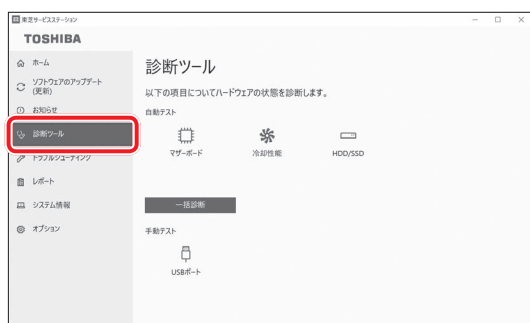 東芝サービスステーション
TOSHIBA
ホーム
ソフトウェアのアップデート
(更新)
お知らせ
診断ツール
トラブルシューティング
レポート
システム情報
オプション
診断ツール
以下の項目についてハードウェアの状態を診断します。
自動テスト
マザーボード
冷却性能
HDD/SSD
一括診断
手動テスト
USBポート